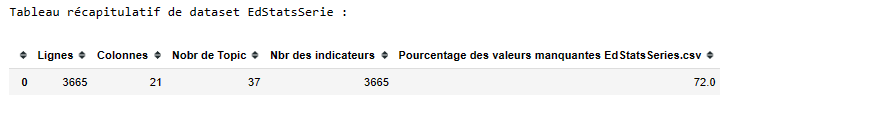 Tableau récapitulatif de dataset EdStatsSerie :
Lignes Colonnes Nobr de Topic Nbr des indicateurs Pourcentage des valeurs manquantes EdStatsSeries.csv
0 3665 21 37 3665 72.0